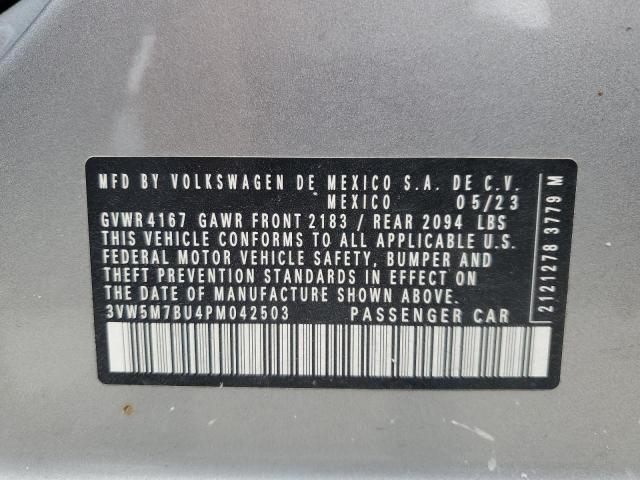 MFD BY VOLKSWAGEN DE MEXICO S.A. DE C.V.
MEXICO 05/23
GVWR 4167 GAWR FRONT 2183 / REAR 2094 LBS
THIS VEHICLE CONFORMS TO ALL APPLICABLE U.S.
FEDERAL MOTOR VEHICLE SAFETY, BUMPER AND
THEFT PREVENTION STANDARDS IN EFFECT ON
THE DATE OF MANUFACTURE SHOWN ABOVE.
3VW5M7BU4PM042503 PASSENGER CAR
2121278 3779 M